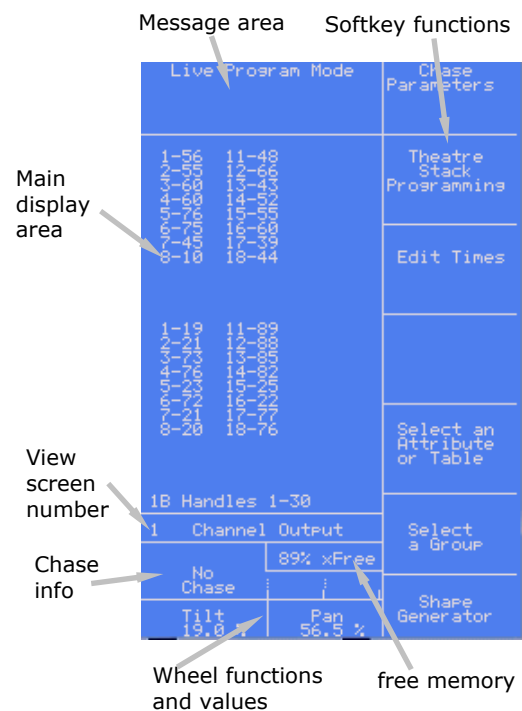 Message area
Softkey functions
Live Program Mode
Chase
Parameters
Theatre
Stack
Programming
Edit Times
Select an
Attribute
or Table
Select
a Group
Shape
Generator
Main
display
area
1-56 11-48
2-55 12-66
3-60 13-43
4-60 14-52
5-76 15-55
6-75 16-60
7-45 17-39
8-10 18-44
1-19 11-89
2-21 12-88
3-73 13-85
4-76 14-82
5-23 15-25
6-72 16-22
7-21 17-77
8-20 18-76
1B Handles 1-30
View
screen
number
1 Channel Output
89% xFree
Chase
info
No
Chase
Tilt
19.0 %
Pan
56.5 %
Wheel functions
and values
free memory